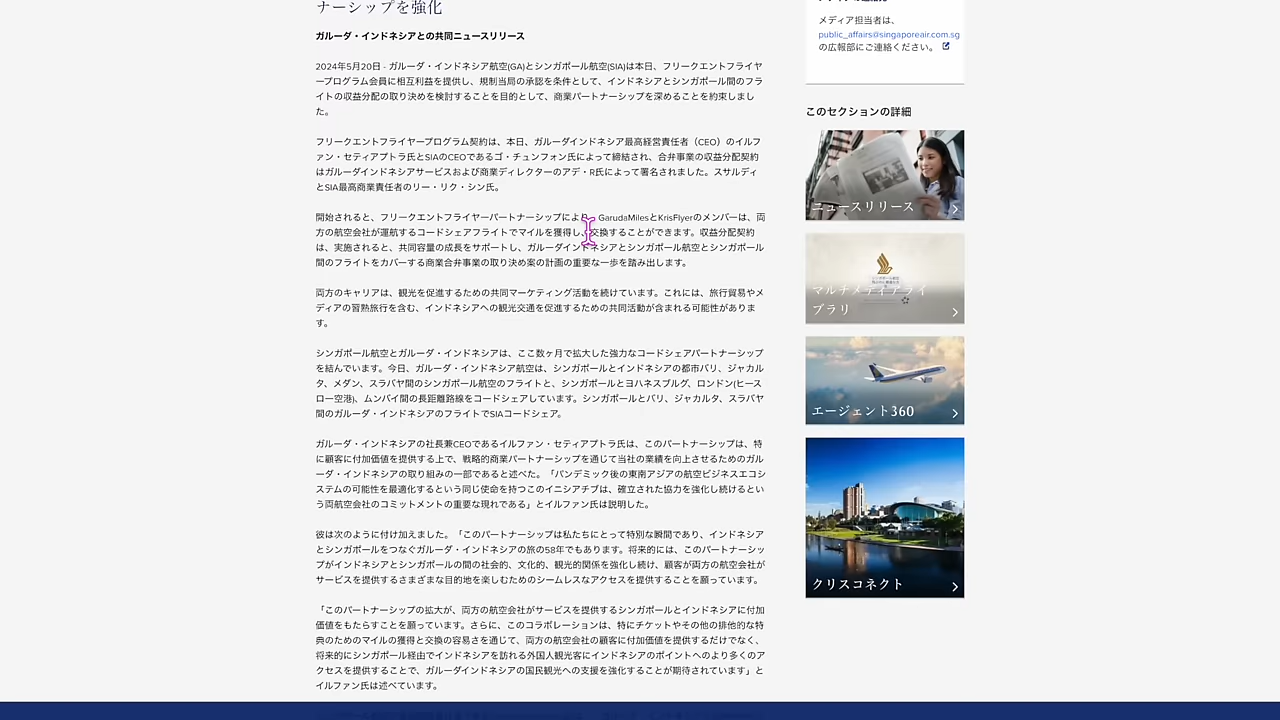 ナーシップを強化
ガルーダ・インドネシアとの共同ニュースリリース
2024年5月20日 - ガルーダ・インドネシア航空(GA)とシンガポール航空(SIA)は本日、フリークエントフライヤ
ープログラム会員に相互利益を提供し、規制当局の承認を条件として、インドネシアとシンガポール間のフラ
イトの収益分配の取り決めを検討することを目的として、商業パートナーシップを深めることを約束しまし
た。
フリークエントフライヤープログラム契約は、本日、ガルーダインドネシア最高経営責任者（CEO）のイルフ
ァン・セティアプトラ氏とSIAのCEOであるゴ・チュンフォン氏によって締結され、合弁事業の収益分配契約
はガルーダインドネシアサービスおよび商業ディレクターのアデ・R氏によって署名されました。スサルディ
とSIA最高商業責任者のリー・リク・シン氏。
開始されると、フリークエントフライヤーパートナーシップにより、GarudaMilesとKrisFlyerのメンバーは、両
方の航空会社が運航するコードシェアフライトでマイルを獲得し交換することができます。収益分配契約
は、実施されると、共同容量の成長をサポートし、ガルーダインドネシアとシンガポール航空とシンガポール
間のフライトをカバーする商業合弁事業の取り決め案の計画の重要な一歩を踏み出します。
両方のキャリアは、観光を促進するための共同マーケティング活動を続けています。これには、旅行貿易やメ
ディアの習熟旅行を含む、インドネシアへの観光交通を促進するための共同活動が含まれる可能性がありま
す。
シンガポール航空とガルーダ・インドネシアは、ここ数ヶ月で拡大した強力なコードシェアパートナーシップ
を結んでいます。今日、ガルーダ・インドネシア航空は、シンガポールとインドネシアの都市バリ、ジャカル
タ、メダン、スラバヤ間のシンガポール航空のフライトと、シンガポールとヨハネスブルグ、ロンドン(ヒース
ロー空港)、ムンバイ間の長距離路線をコードシェアしています。シンガポールとバリ、ジャカルタ、スラバヤ
間のガルーダ・インドネシアのフライトでSIAコードシェア。
ガルーダ・インドネシアの社長兼CEOであるイルファン・セティアプトラ氏は、このパートナーシップは、特
に顧客に付加価値を提供する上で、戦略的商業パートナーシップを通じて当社の業績を向上させるためのガル
ーダ・インドネシアの取り組みの一部であると述べた。「パンデミック後の東南アジアの航空ビジネスエコシ
ステムの可能性を最適化するという同じ使命を持つこのイニシアチブは、確立された協力を強化し続けるとい
う両航空会社のコミットメントの重要な現れである」とイルファン氏は説明した。
彼は次のように付け加えました。「このパートナーシップは私たちにとって特別な瞬間であり、インドネシア
とシンガポールをつなぐガルーダ・インドネシアの旅の58年でもあります。将来的には、このパートナーシッ
プがインドネシアとシンガポールの間の社会的、文化的、観光的関係を強化し続け、顧客が両方の航空会社が
サービスを提供するさまざまな目的地を楽しむためのシームレスなアクセスを提供することを願っています。
「このパートナーシップの拡大が、両方の航空会社がサービスを提供するシンガポールとインドネシアに付加
価値をもたらすことを願っています。さらに、このコラボレーションは、特にチケットやその他の排他的な特
典のためのマイルの獲得と交換の容易さを通じて、両方の航空会社の顧客に付加価値を提供するだけでなく、
将来的にシンガポール経由でインドネシアを訪れる外国人観光客にインドネシアのポイントへのより多くのア
クセスを提供することで、ガルーダインドネシアの国民観光への支援を強化することが期待されています」と
イルファン氏は述べています。
メディア担当者は、
public_affairs@singaporeair.com.sg
の広報部にご連絡ください。
このセクションの詳細
ニュースリリース
マルチメディアライ
ブラリ
エージェント360
クリスコネクト